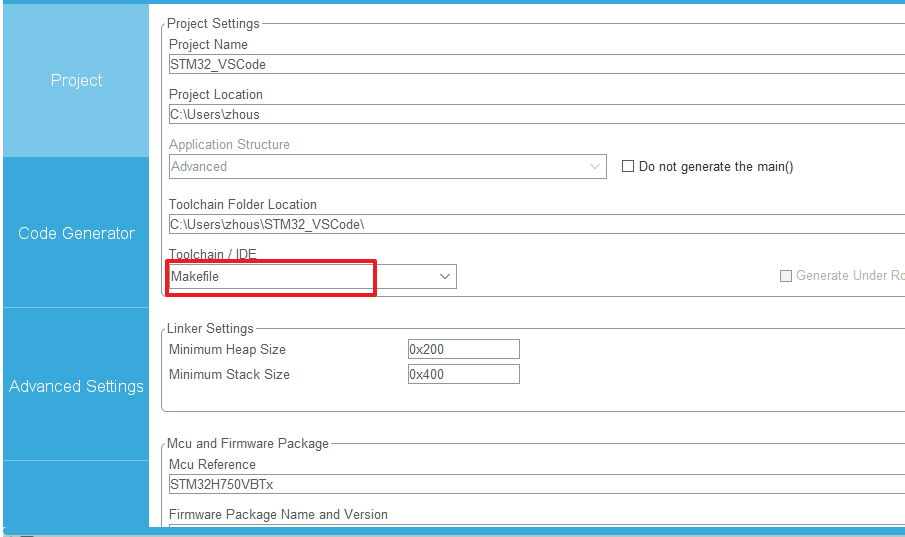 Project
Code Generator
Advanced Settings
Project Settings
Project Name
STM32_VSCode
Project Location
C:\Users\zhous
Application Structure
Advanced
Do not generate the main()
Toolchain Folder Location
C:\Users\zhous\STM32_VSCode\
Toolchain / IDE
Makefile
Generate Under Ro
Linker Settings
Minimum Heap Size
0x200
Minimum Stack Size
0x400
Mcu and Firmware Package
Mcu Reference
STM32H750VBTx
Firmware Package Name and Version